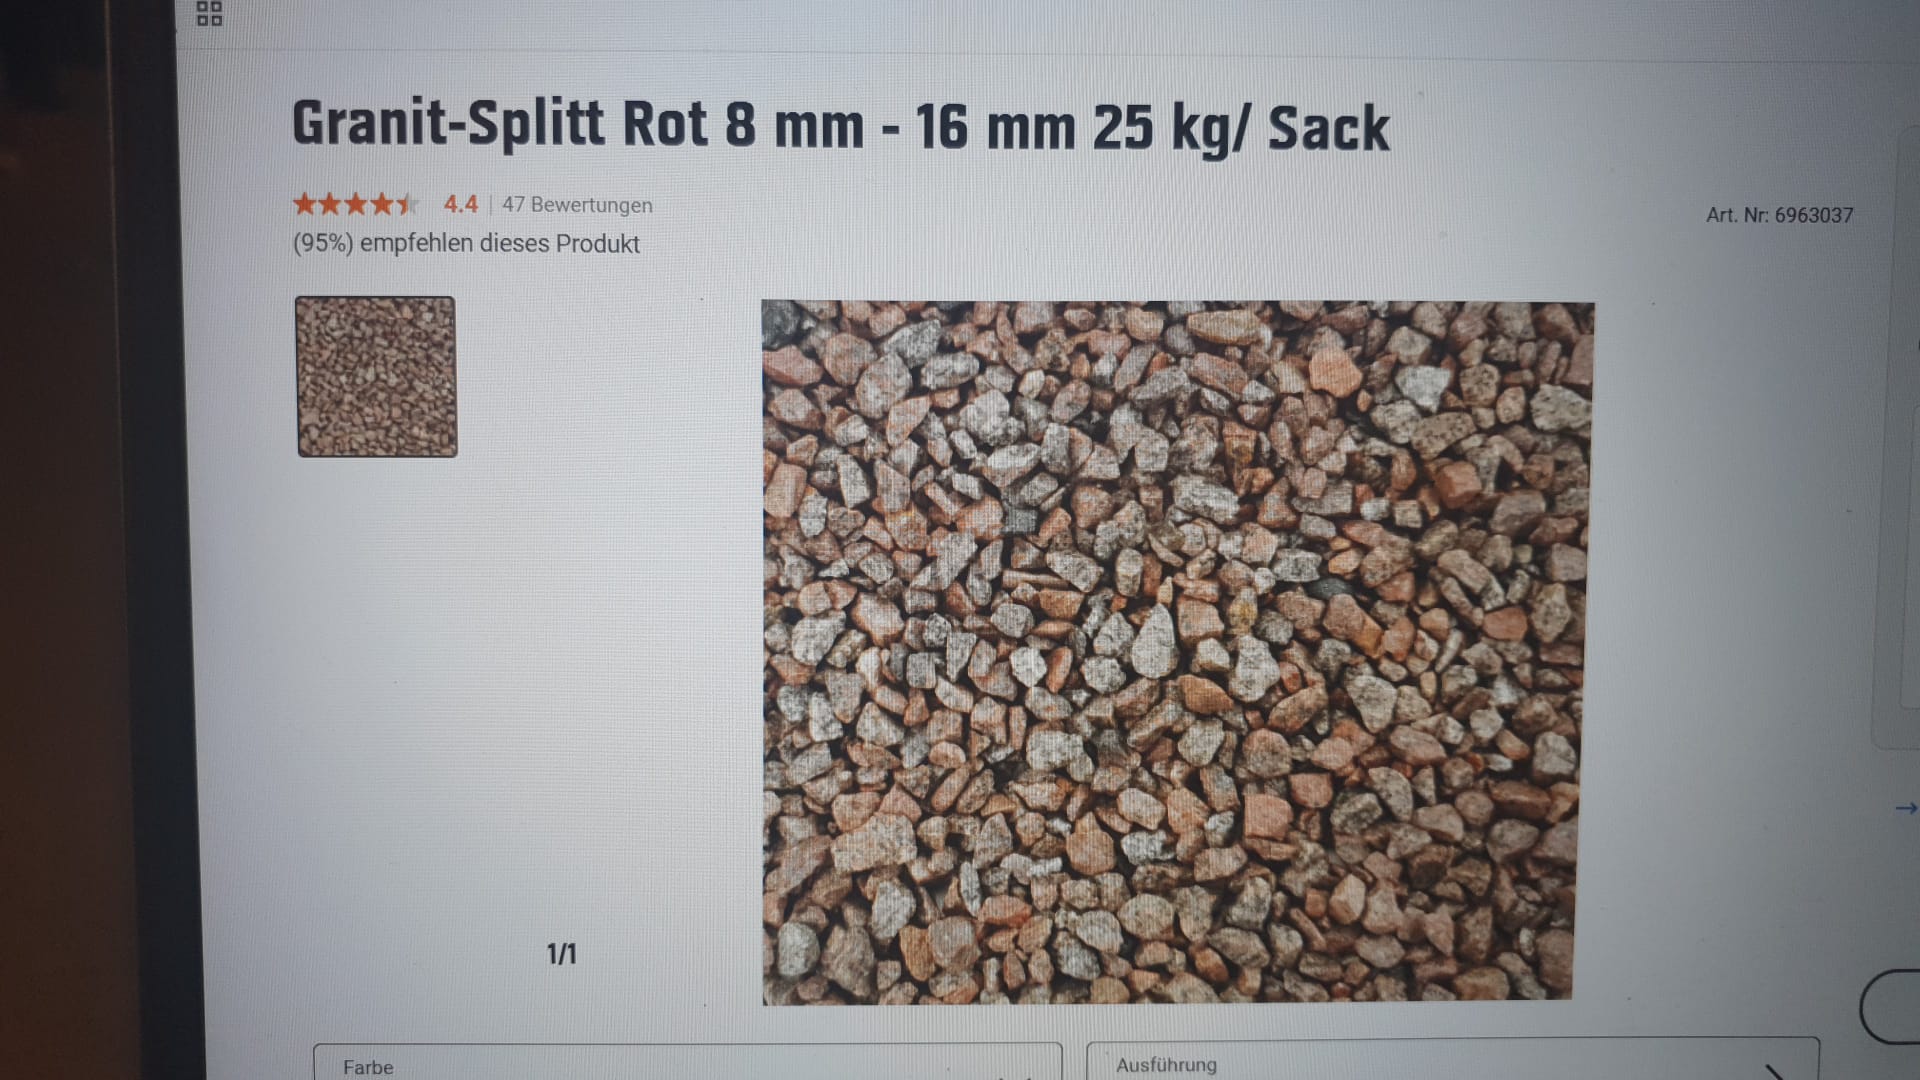 Granit-Splitt Rot 8 mm - 16 mm 25 kg/ Sack
4.4 | 47 Bewertungen
(95%) empfehlen dieses Produkt
Art. Nr: 6963037
1/1
Farbe
Ausführung